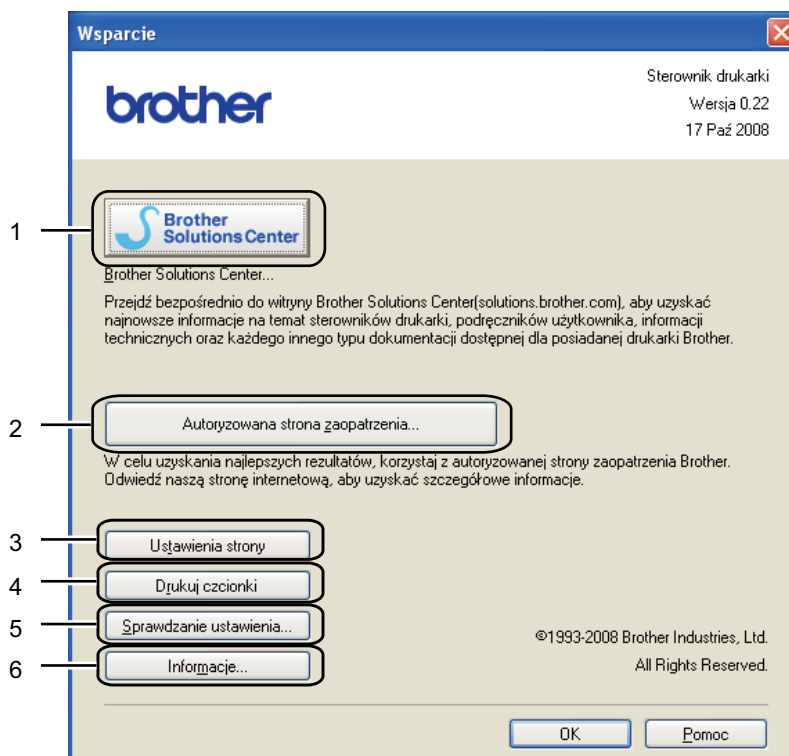 Wsparcie
brother
Sterownik drukarki
Wersja 0.22
17 Paź 2008
1
Brother
Solutions Center
Brother Solutions Center...
Przejdź bezpośrednio do witryny Brother Solutions Center(solutions.brother.com), aby uzyskać
najnowsze informacje na temat sterowników drukarki, podręczników użytkownika, informacji
technicznych oraz każdego innego typu dokumentacji dostępnej dla posiadanej drukarki Brother.
2
Autoryzowana strona zaopatrzenia...
W celu uzyskania najlepszych rezultatów, korzystaj z autoryzowanej strony zaopatrzenia Brother.
Odwiedź naszą stronę internetową, aby uzyskać szczegółowe informacje.
3
Ustawienia strony
4
Drukuj czcionki
5
Sprawdzanie ustawienia...
6
Informacje...
©1993-2008 Brother Industries, Ltd.
All Rights Reserved.
OK
Pomoc